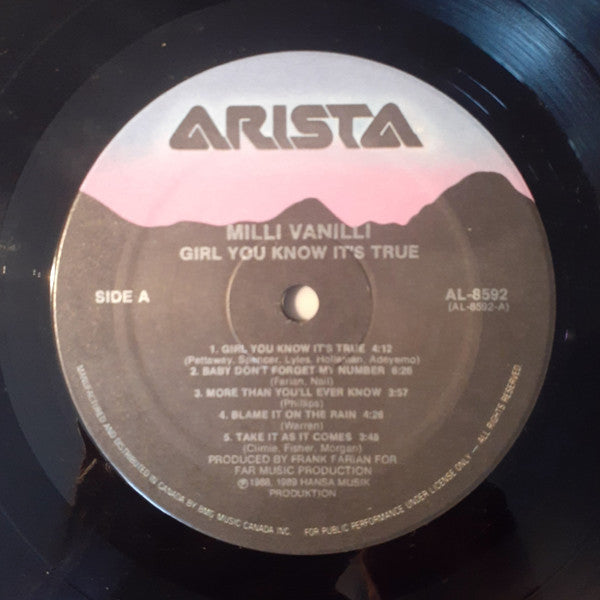 ARISTA
MILLI VANILLI
GIRL YOU KNOW IT'S TRUE
SIDE A
AL-8592
(AL-8592-A)
1. GIRL YOU KNOW IT'S TRUE 4:12
(Pettaway, Spencer, Lyles, Hollaman, Adeyemo)
2. BABY DON'T FORGET MY NUMBER 6:26
(Farian, Nail)
3. MORE THAN YOU'LL EVER KNOW 3:57
(Phillips)
4. BLAME IT ON THE RAIN 4:26
(Warren)
5. TAKE IT AS IT COMES 3:48
(Climie, Fisher, Morgan)
PRODUCED BY FRANK FARIAN FOR
FAR MUSIC PRODUCTION
℗1988, 1989 HANSA MUSIK
PRODUKTION
MANUFACTURED AND DISTRIBUTED IN CANADA BY BMG MUSIC CANADA INC. FOR PUBLIC PERFORMANCE UNDER LICENSE ONLY — ALL RIGHTS RESERVED